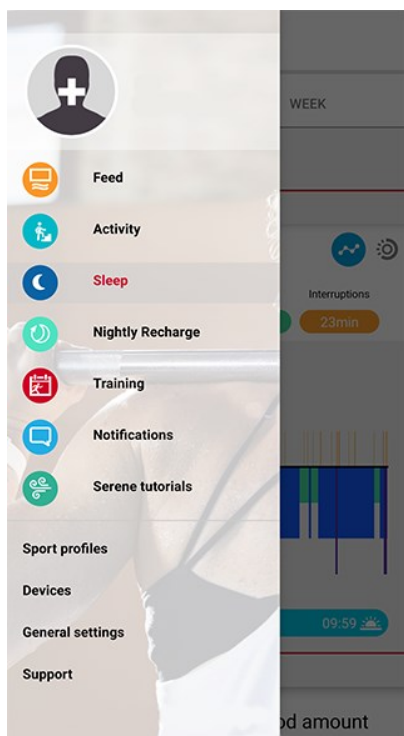 WEEK
Feed
Activity
Sleep
Interruptions
23min
Nightly Recharge
Training
Notifications
Serene tutorials
Sport profiles
Devices
General settings
09:59
Support
od amount